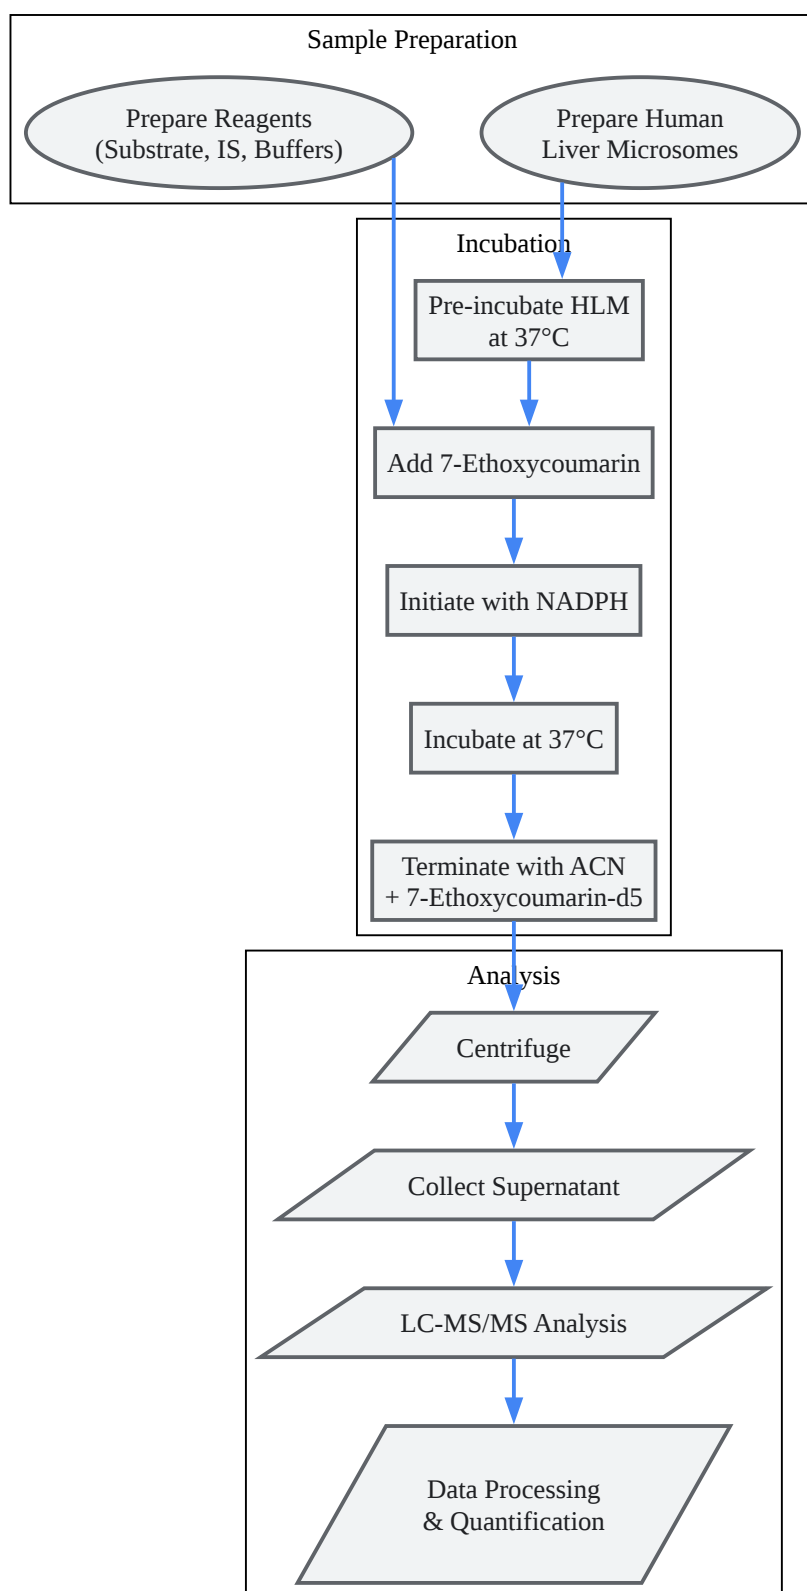 Sample Preparation
Prepare Reagents
(Substrate, IS, Buffers)
Prepare Human
Liver Microsomes
Incubation
Pre-incubate HLM
at 37°C
Add 7-Ethoxycoumarin
Initiate with NADPH
Incubate at 37°C
Terminate with ACN
+ 7-Ethoxycoumarin-d5
Analysis
Centrifuge
Collect Supernatant
LC-MS/MS Analysis
Data Processing
& Quantification